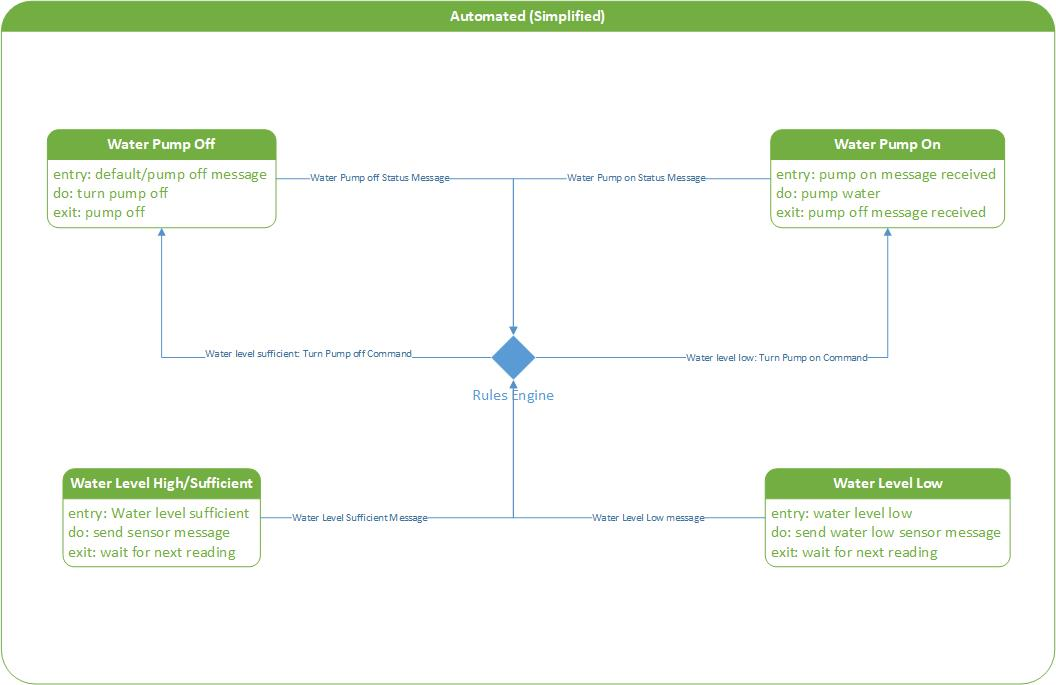 Automated (Simplified)
Water Pump Off
entry: default/pump off message
do: turn pump off
exit: pump off
Water Pump off Status Message
Water Pump on Status Message
Water Pump On
entry: pump on message received
do: pump water
exit: pump off message received
Water level sufficient: Turn Pump off Command
Water level low: Turn Pump on Command
Rules Engine
Water Level High/Sufficient
entry: Water level sufficient
do: send sensor message
exit: wait for next reading
Water Level Sufficient Message
Water Level Low message
Water Level Low
entry: water level low
do: send water low sensor message
exit: wait for next reading